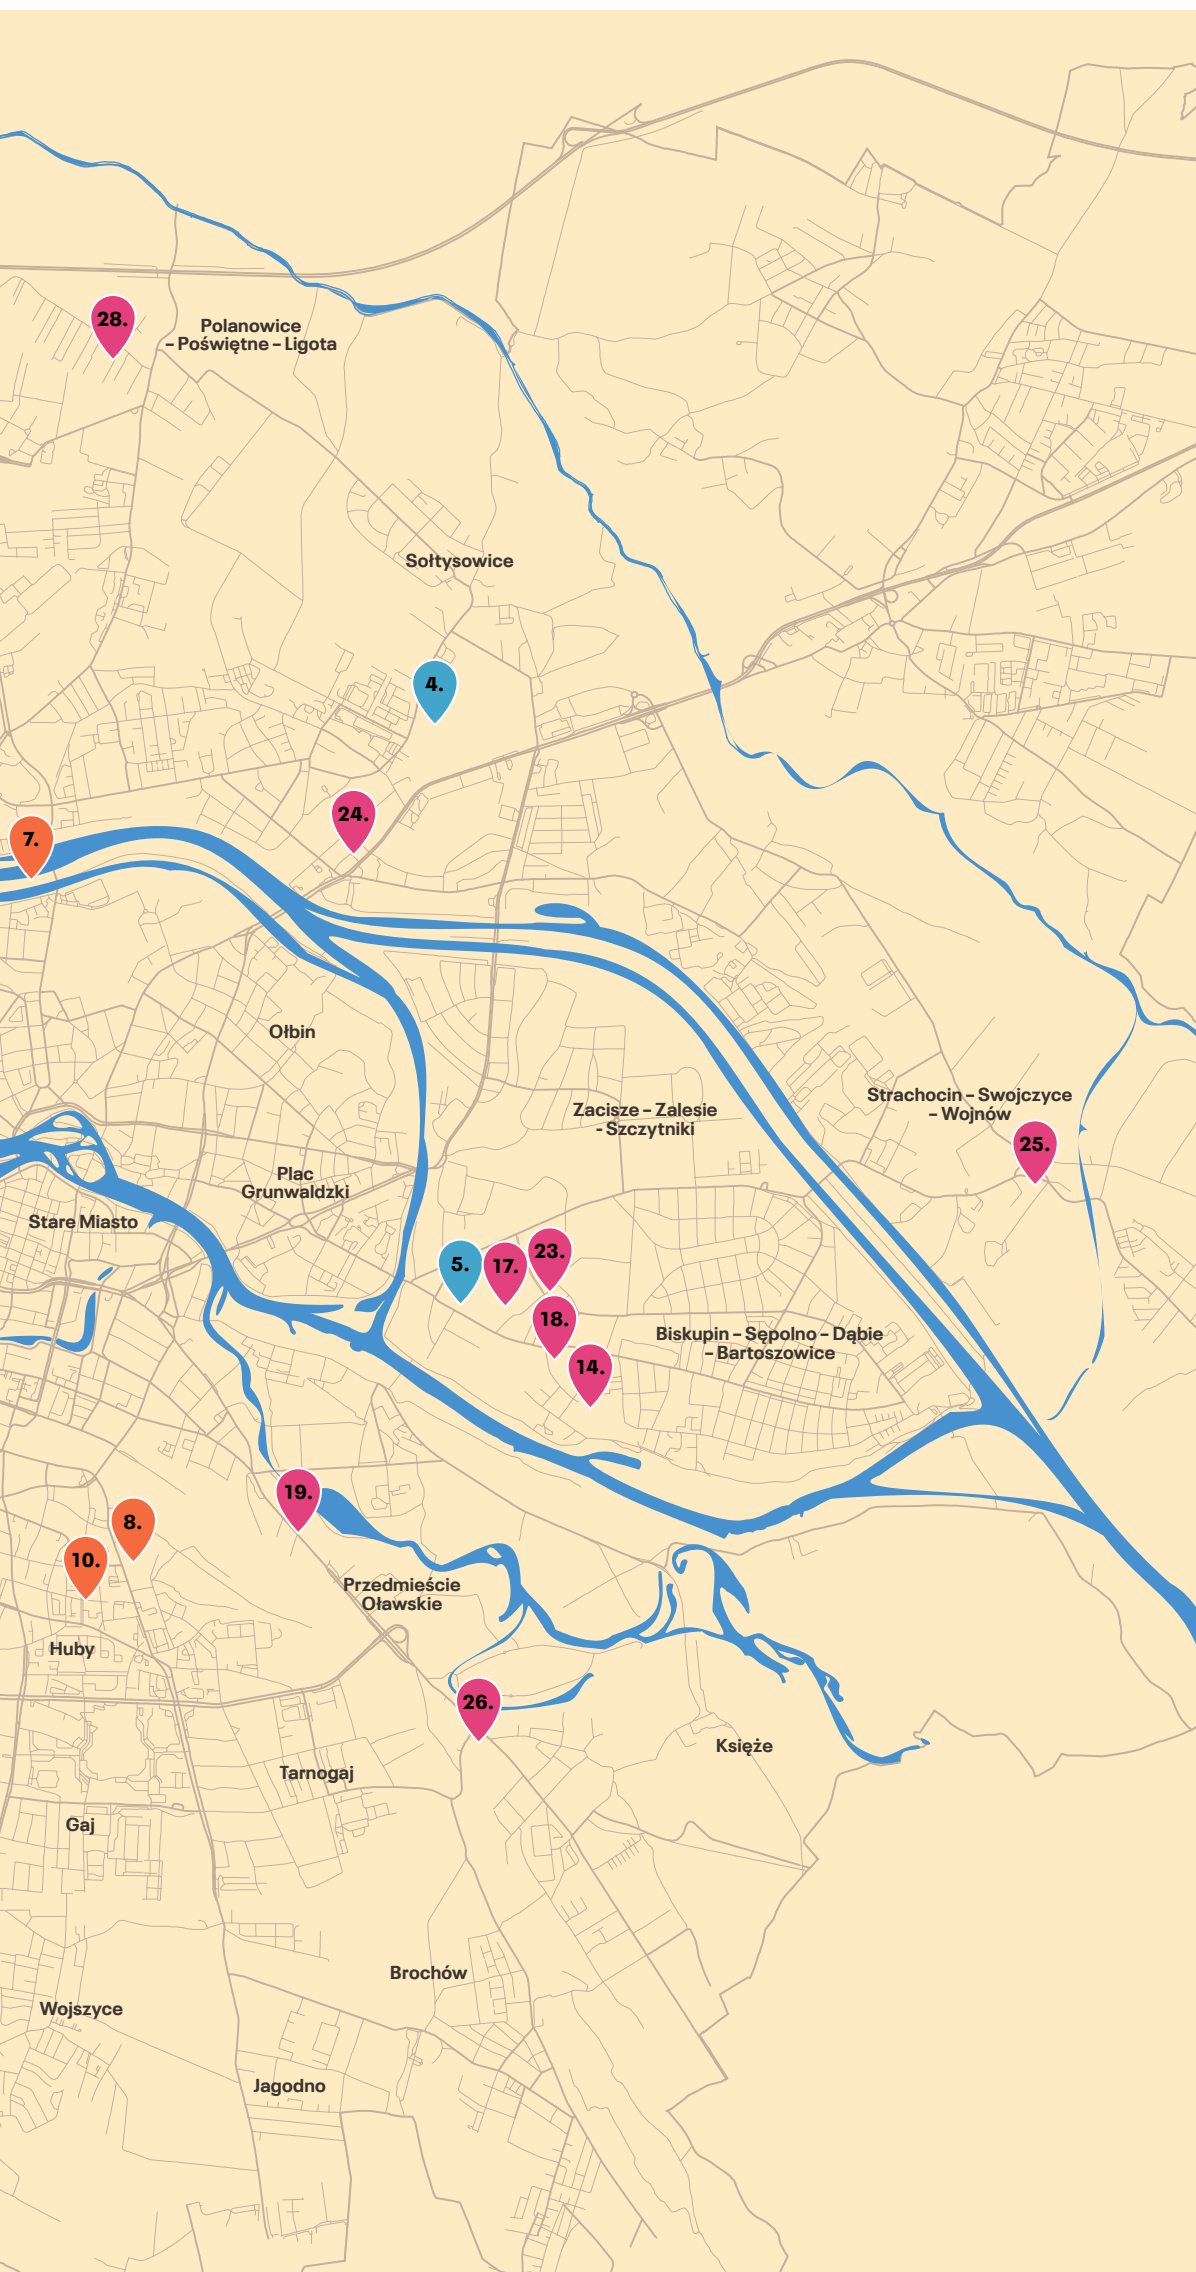 28.
Polanowice
– Poświętne – Ligota
Sołtysowice
4.
24.
7.
Ołbin
Strachocin – Swojczyce
– Wojnów
Zacisze – Zalesie
- Szczytniki
25.
Plac
Grunwaldzki
Stare Miasto
23.
5.
17.
18.
Biskupin – Sępolno – Dąbie
– Bartoszowice
14.
19.
8.
10.
Przedmieście
Oławskie
Huby
26.
Księże
Tarnogaj
Gaj
Brochów
Wojszyce
Jagodno